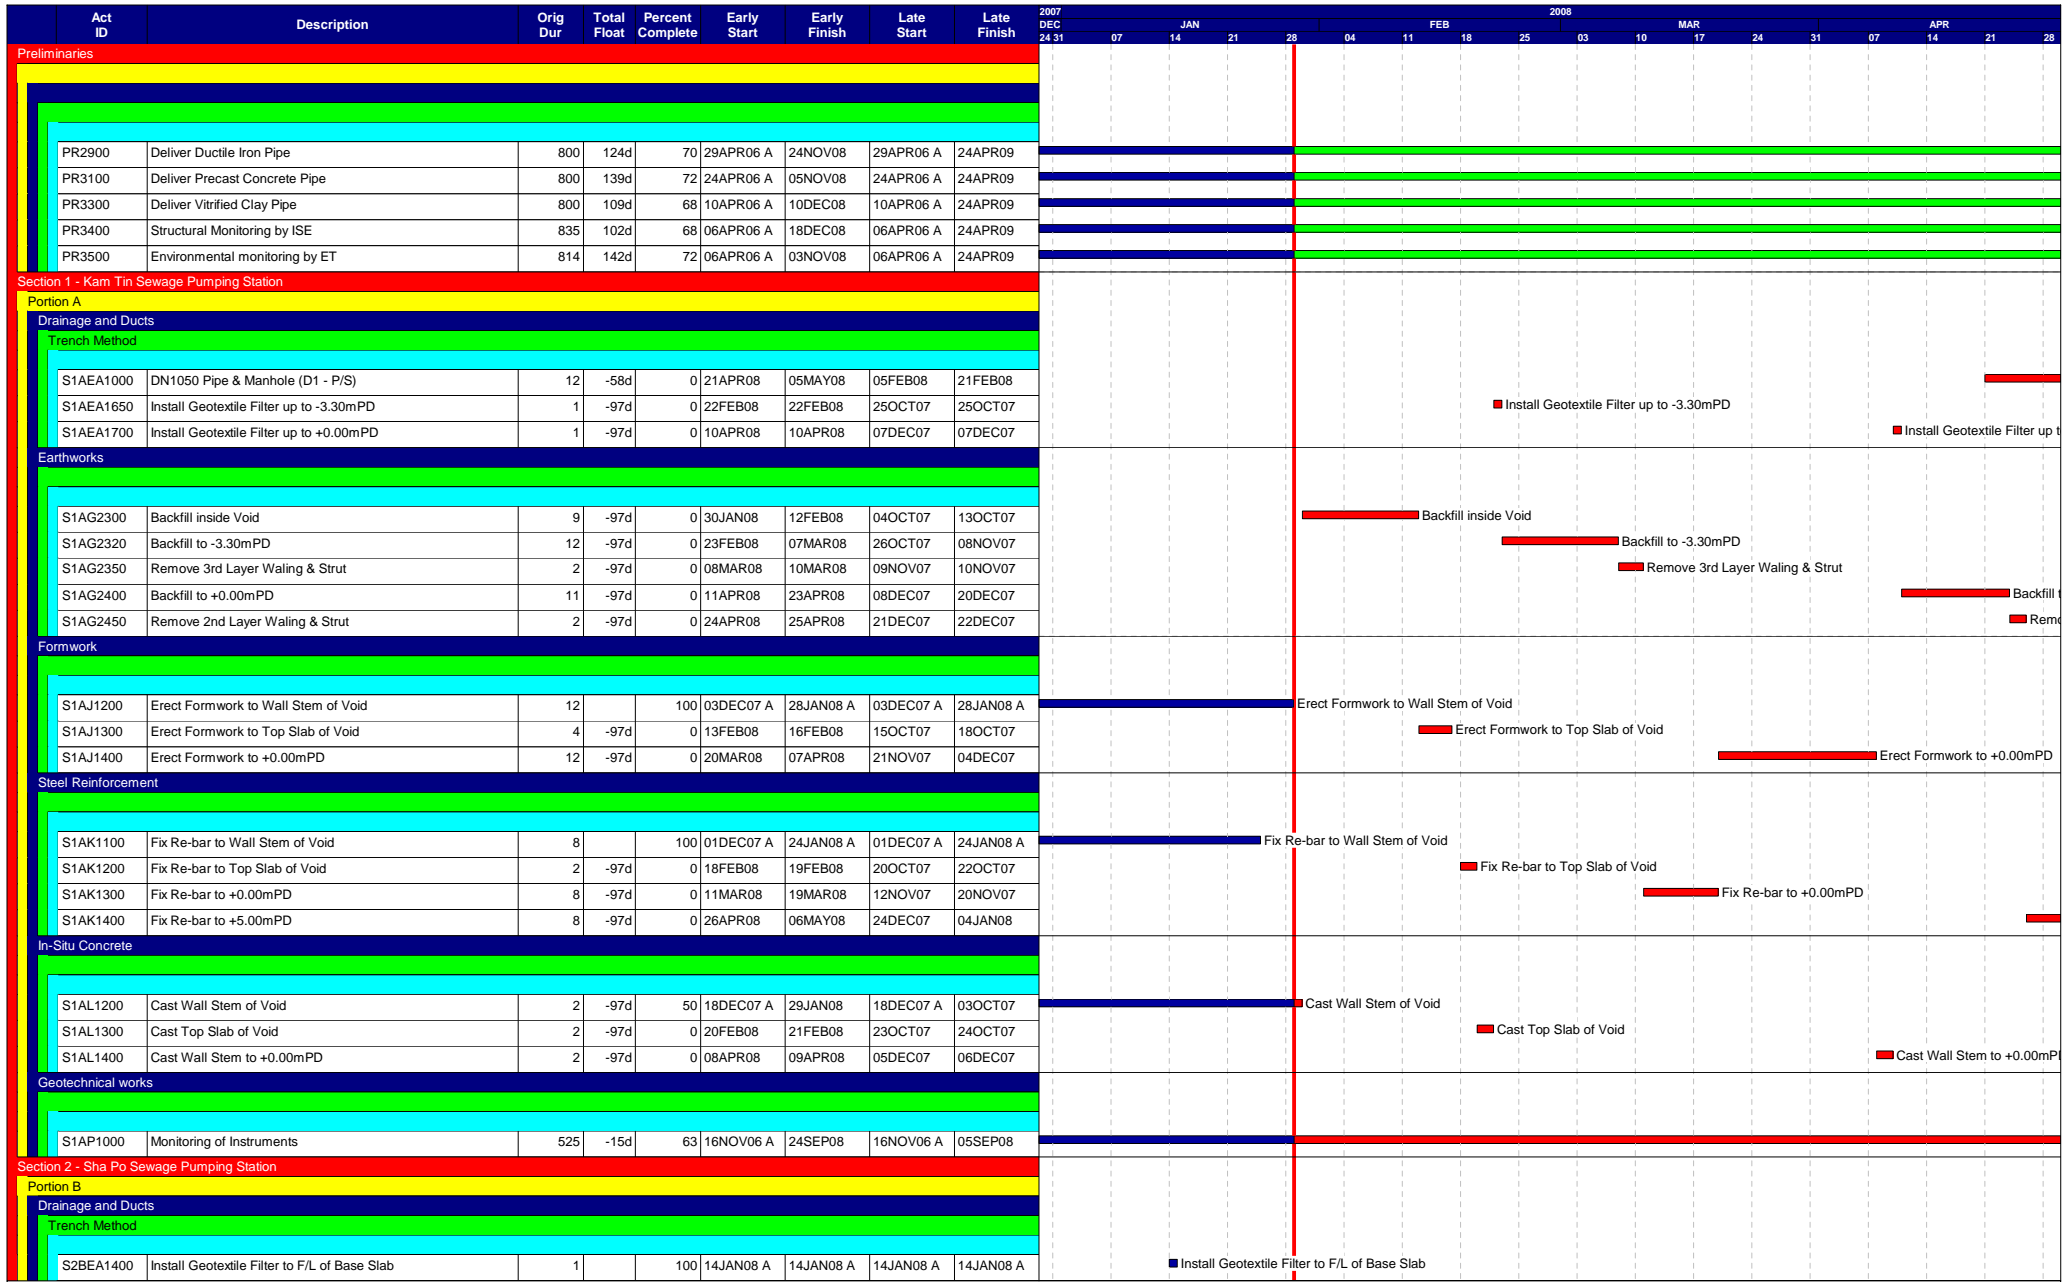 Act ID Description Orig Dur Total Float Percent Complete Early Start Early Finish Late Start Late Finish
2007 2008
DEC JAN FEB MAR APR
24 31 07 14 21 28 04 11 18 25 03 10 17 24 31 07 14 21 28
Preliminaries
PR2900 Deliver Ductile Iron Pipe 800 124d 70 29APR06 A 24NOV08 29APR06 A 24APR09
PR3100 Deliver Precast Concrete Pipe 800 139d 72 24APR06 A 05NOV08 24APR06 A 24APR09
PR3300 Deliver Vitrified Clay Pipe 800 109d 68 10APR06 A 10DEC08 10APR06 A 24APR09
PR3400 Structural Monitoring by ISE 835 102d 68 06APR06 A 18DEC08 06APR06 A 24APR09
PR3500 Environmental monitoring by ET 814 142d 72 06APR06 A 03NOV08 06APR06 A 24APR09
Section 1 - Kam Tin Sewage Pumping Station
Portion A
Drainage and Ducts
Trench Method
S1AEA1000 DN1050 Pipe & Manhole (D1 - P/S) 12 -58d 0 21APR08 05MAY08 05FEB08 21FEB08
S1AEA1650 Install Geotextile Filter up to -3.30mPD 1 -97d 0 22FEB08 22FEB08 25OCT07 25OCT07 Install Geotextile Filter up to -3.30mPD
S1AEA1700 Install Geotextile Filter up to +0.00mPD 1 -97d 0 10APR08 10APR08 07DEC07 07DEC07 Install Geotextile Filter up t
Earthworks
S1AG2300 Backfill inside Void 9 -97d 0 30JAN08 12FEB08 04OCT07 13OCT07 Backfill inside Void
S1AG2320 Backfill to -3.30mPD 12 -97d 0 23FEB08 07MAR08 26OCT07 08NOV07 Backfill to -3.30mPD
S1AG2350 Remove 3rd Layer Waling & Strut 2 -97d 0 08MAR08 10MAR08 09NOV07 10NOV07 Remove 3rd Layer Waling & Strut
S1AG2400 Backfill to +0.00mPD 11 -97d 0 11APR08 23APR08 08DEC07 20DEC07 Backfill t
S1AG2450 Remove 2nd Layer Waling & Strut 2 -97d 0 24APR08 25APR08 21DEC07 22DEC07 Remo
Formwork
S1AJ1200 Erect Formwork to Wall Stem of Void 12 100 03DEC07 A 28JAN08 A 03DEC07 A 28JAN08 A Erect Formwork to Wall Stem of Void
S1AJ1300 Erect Formwork to Top Slab of Void 4 -97d 0 13FEB08 16FEB08 15OCT07 18OCT07 Erect Formwork to Top Slab of Void
S1AJ1400 Erect Formwork to +0.00mPD 12 -97d 0 20MAR08 07APR08 21NOV07 04DEC07 Erect Formwork to +0.00mPD
Steel Reinforcement
S1AK1100 Fix Re-bar to Wall Stem of Void 8 100 01DEC07 A 24JAN08 A 01DEC07 A 24JAN08 A Fix Re-bar to Wall Stem of Void
S1AK1200 Fix Re-bar to Top Slab of Void 2 -97d 0 18FEB08 19FEB08 20OCT07 22OCT07 Fix Re-bar to Top Slab of Void
S1AK1300 Fix Re-bar to +0.00mPD 8 -97d 0 11MAR08 19MAR08 12NOV07 20NOV07 Fix Re-bar to +0.00mPD
S1AK1400 Fix Re-bar to +5.00mPD 8 -97d 0 26APR08 06MAY08 24DEC07 04JAN08
In-Situ Concrete
S1AL1200 Cast Wall Stem of Void 2 -97d 50 18DEC07 A 29JAN08 18DEC07 A 03OCT07 Cast Wall Stem of Void
S1AL1300 Cast Top Slab of Void 2 -97d 0 20FEB08 21FEB08 23OCT07 24OCT07 Cast Top Slab of Void
S1AL1400 Cast Wall Stem to +0.00mPD 2 -97d 0 08APR08 09APR08 05DEC07 06DEC07 Cast Wall Stem to +0.00mPD
Geotechnical works
S1AP1000 Monitoring of Instruments 525 -15d 63 16NOV06 A 24SEP08 16NOV06 A 05SEP08
Section 2 - Sha Po Sewage Pumping Station
Portion B
Drainage and Ducts
Trench Method
S2BEA1400 Install Geotextile Filter to F/L of Base Slab 1 100 14JAN08 A 14JAN08 A 14JAN08 A 14JAN08 A Install Geotextile Filter to F/L of Base Slab